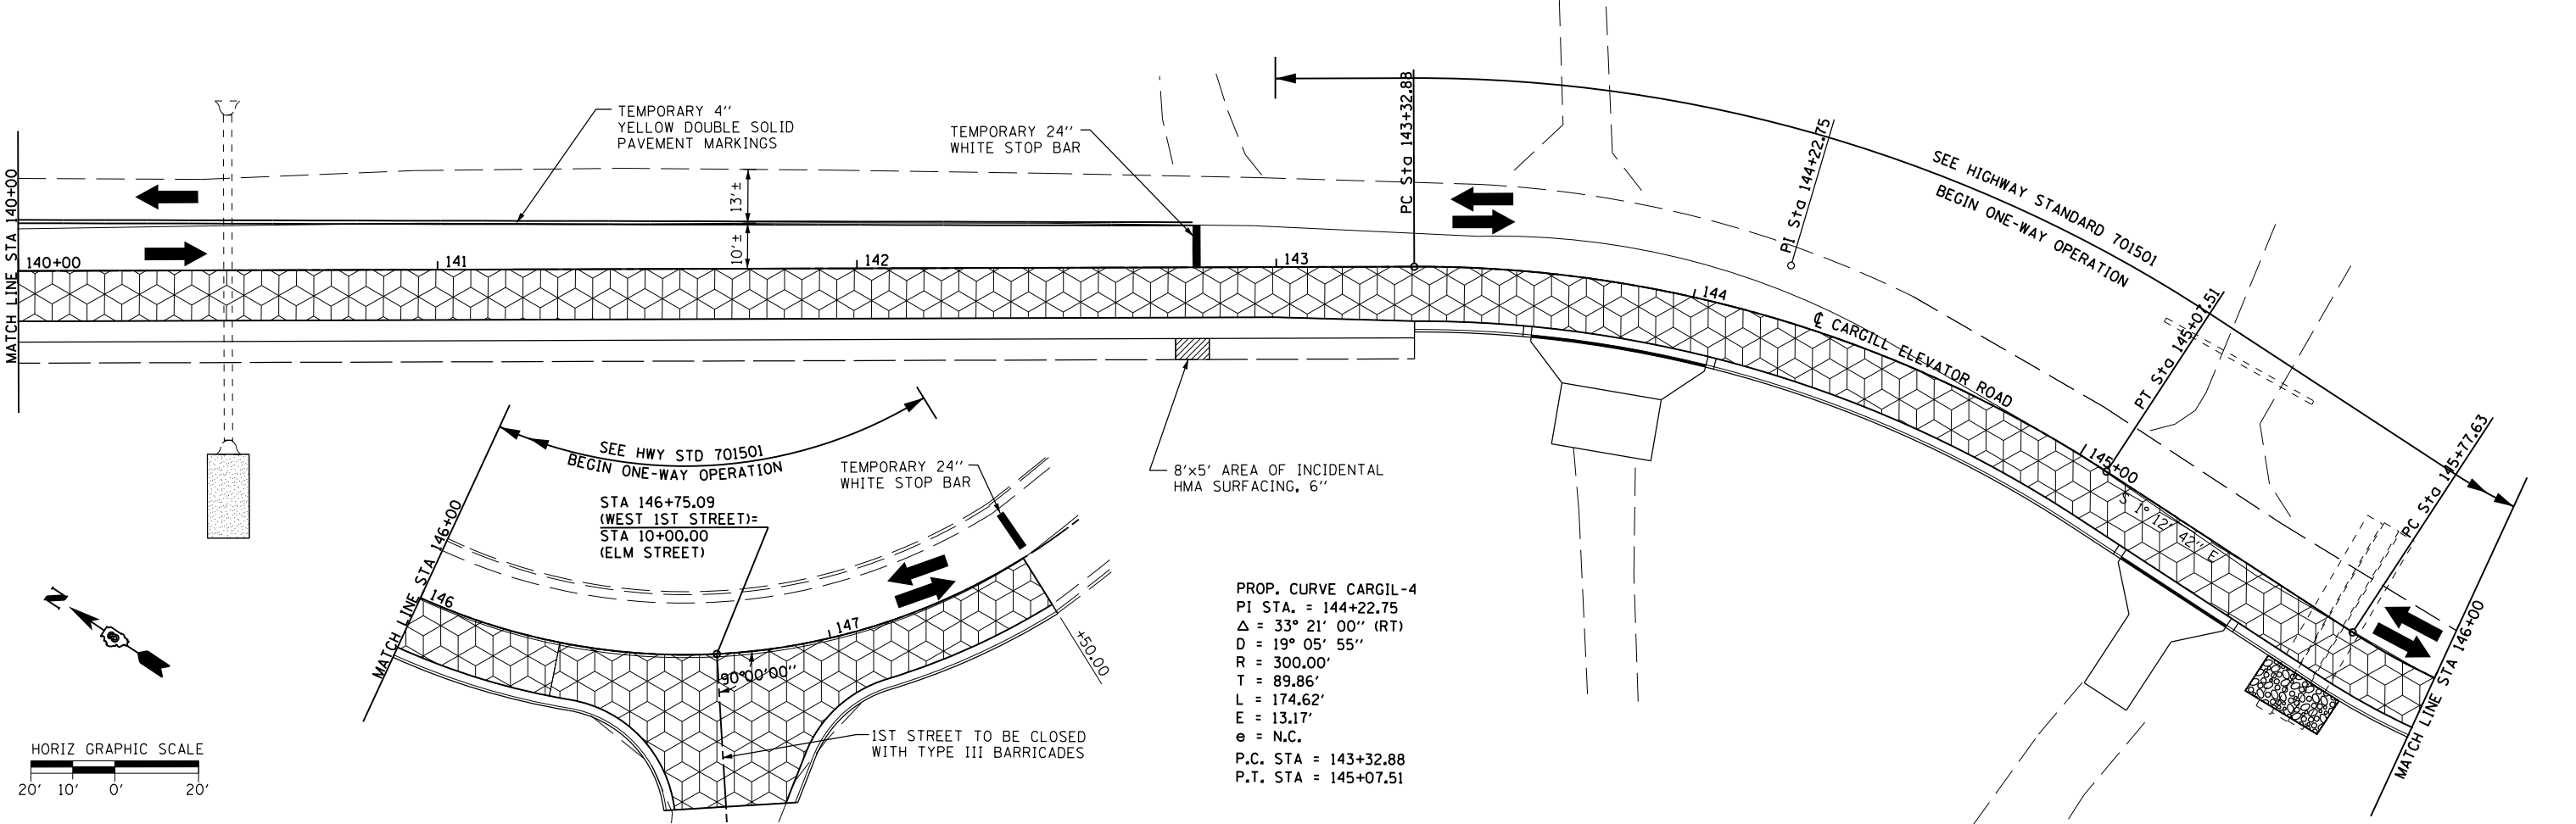 MATCH LINE STA 140+00
TEMPORARY 4''
YELLOW DOUBLE SOLID
PAVEMENT MARKINGS
13'±
10'±
TEMPORARY 24''
WHITE STOP BAR
140+00
141
142
143
144
145+00
PC Sta 143+32.88
PI Sta 144+22.75
PT Sta 145+07.51
PC Sta 145+77.63
SEE HIGHWAY STANDARD 701501
BEGIN ONE-WAY OPERATION
℄ CARGILL ELEVATOR ROAD
S 1° 12' 42'' E
MATCH LINE STA 146+00
8'x5' AREA OF INCIDENTAL
HMA SURFACING, 6''
MATCH LINE STA 146+00
SEE HWY STD 701501
BEGIN ONE-WAY OPERATION
STA 146+75.09
(WEST 1ST STREET)=
STA 10+00.00
(ELM STREET)
TEMPORARY 24''
WHITE STOP BAR
146
147
90°00'00''
+50.00
1ST STREET TO BE CLOSED
WITH TYPE III BARRICADES
PROP. CURVE CARGIL-4
PI STA. = 144+22.75
Δ = 33° 21' 00'' (RT)
D = 19° 05' 55''
R = 300.00'
T = 89.86'
L = 174.62'
E = 13.17'
e = N.C.
P.C. STA = 143+32.88
P.T. STA = 145+07.51
N
HORIZ GRAPHIC SCALE
20' 10' 0' 20'